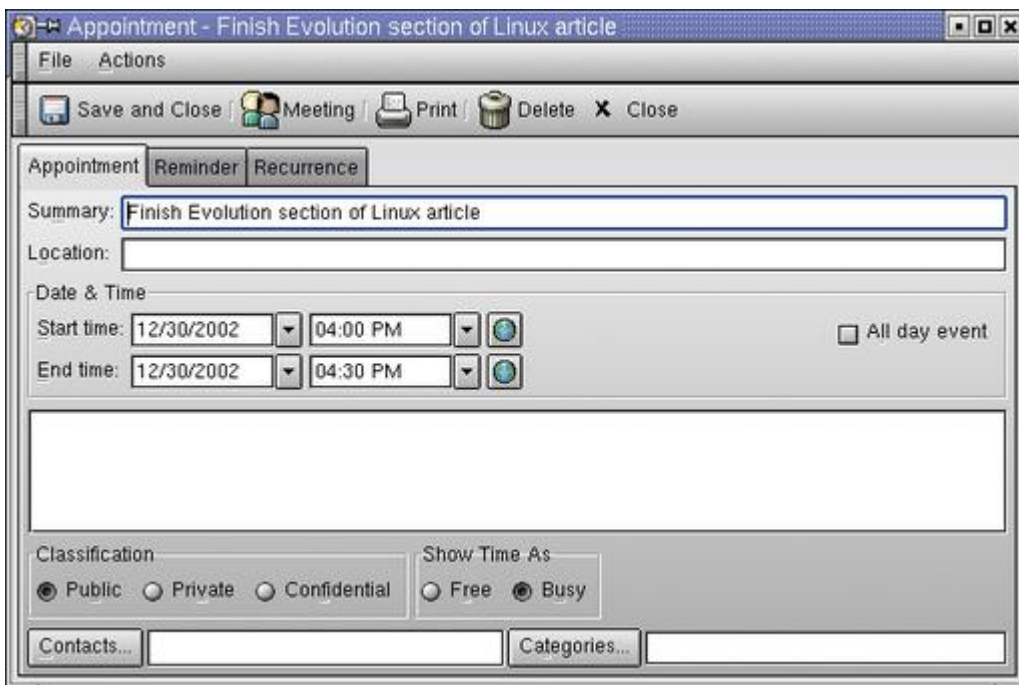 Appointment - Finish Evolution section of Linux article
File Actions
Save and Close Meeting Print Delete X Close
Appointment Reminder Recurrence
Summary: Finish Evolution section of Linux article
Location:
Date & Time
Start time: 12/30/2002 04:00 PM All day event
End time: 12/30/2002 04:30 PM
Classification Show Time As
Public Private Confidential Free Busy
Contacts... Categories...